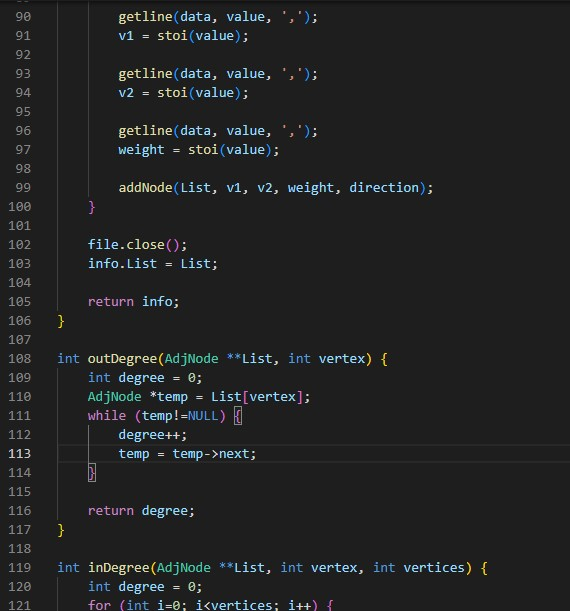 90 getline(data, value, ',');
91 v1 = stoi(value);
92
93 getline(data, value, ',');
94 v2 = stoi(value);
95
96 getline(data, value, ',');
97 weight = stoi(value);
98
99 addNode(List, v1, v2, weight, direction);
100 }
101
102 file.close();
103 info.List = List;
104
105 return info;
106 }
107
108 int outDegree(AdjNode **List, int vertex) {
109 int degree = 0;
110 AdjNode *temp = List[vertex];
111 while (temp!=NULL) {
112 degree++;
113 temp = temp->next;
114 }
115
116 return degree;
117 }
118
119 int inDegree(AdjNode **List, int vertex, int vertices) {
120 int degree = 0;
121 for (int i=0; i<vertices; i++) {